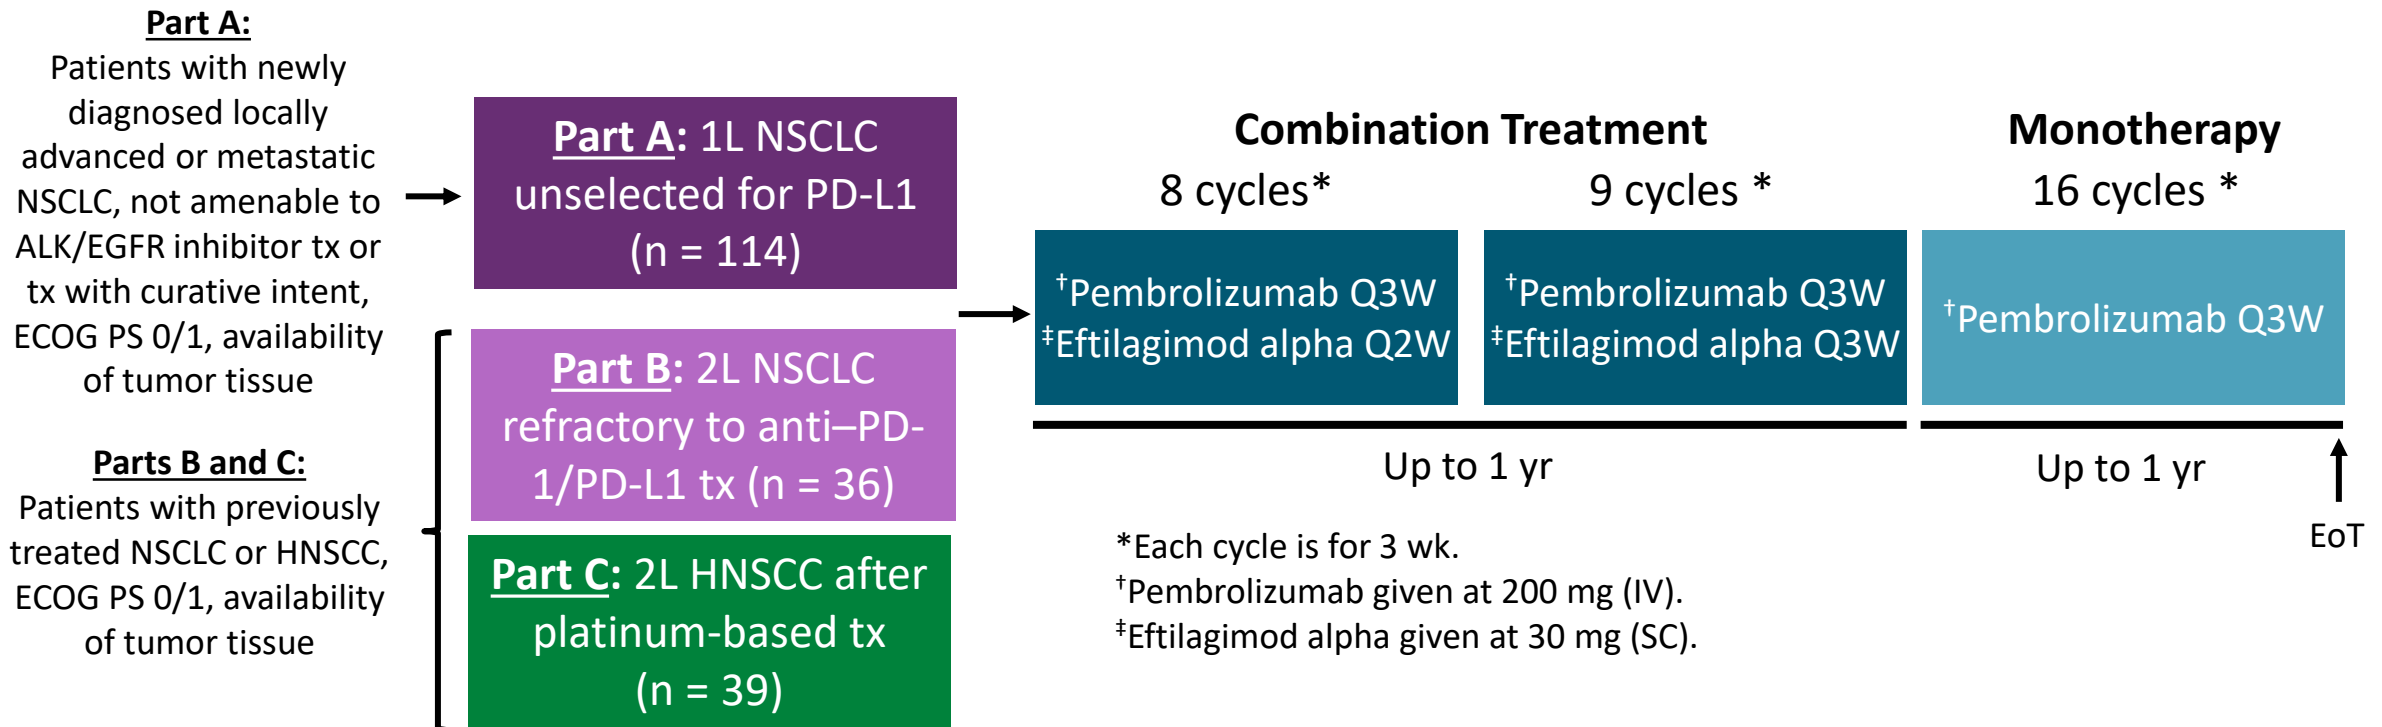 Part A:
Patients with newly
diagnosed locally
advanced or metastatic
NSCLC, not amenable to
ALK/EGFR inhibitor tx or
tx with curative intent,
ECOG PS 0/1, availability
of tumor tissue
Parts B and C:
Patients with previously
treated NSCLC or HNSCC,
ECOG PS 0/1, availability
of tumor tissue
Part A: 1L NSCLC
unselected for PD-L1
(n = 114)
Part B: 2L NSCLC
refractory to anti–PD-
1/PD-L1 tx (n = 36)
Part C: 2L HNSCC after
platinum-based tx
(n = 39)
Combination Treatment
8 cycles*
9 cycles *
†Pembrolizumab Q3W
‡Eftilagimod alpha Q2W
†Pembrolizumab Q3W
‡Eftilagimod alpha Q3W
Up to 1 yr
Monotherapy
16 cycles *
†Pembrolizumab Q3W
Up to 1 yr
EoT
*Each cycle is for 3 wk.
†Pembrolizumab given at 200 mg (IV).
‡Eftilagimod alpha given at 30 mg (SC).